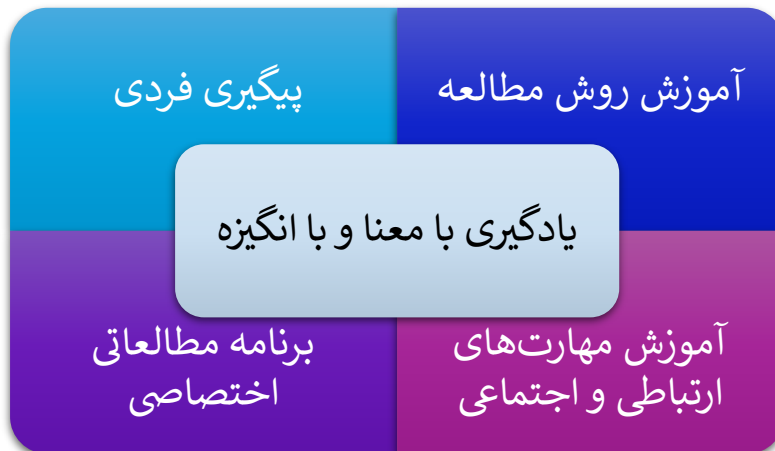 آموزش روش مطالعه
پیگیری فردی
یادگیری با معنا و با انگیزه
آموزش مهارت‌های
ارتباطی و اجتماعی
برنامه مطالعاتی
اختصاصی